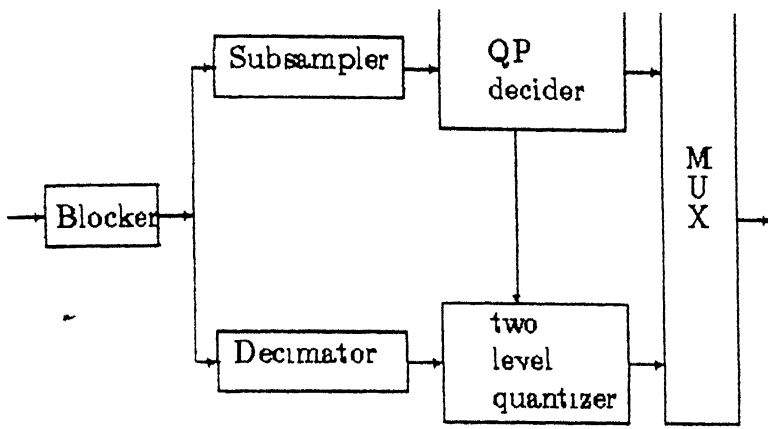 Subsampler
QP
decider
M
U
X
Blocker
two
level
quantizer
Decimator